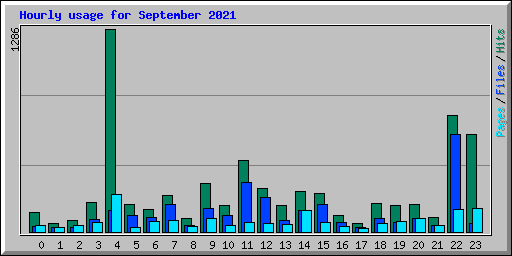 Hourly usage for September 2021
1286
Pages/Files/Hits
0 1 2 3 4 5 6 7 8 9 10 11 12 13 14 15 16 17 18 19 20 21 22 23